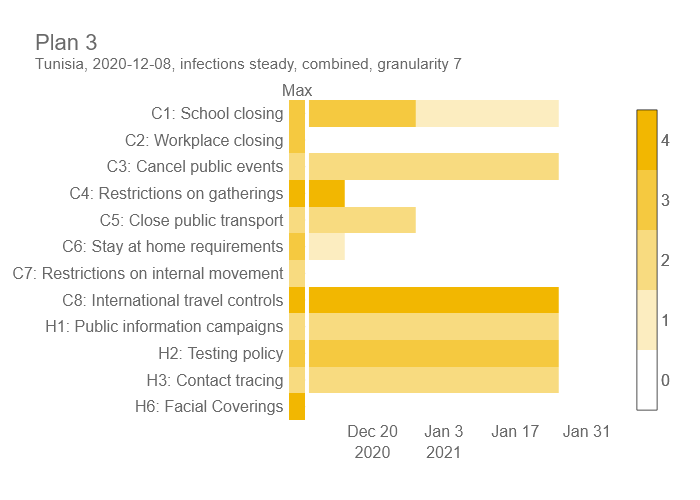 Plan 3
Tunisia, 2020-12-08, infections steady, combined, granularity 7
Max
C1: School closing
C2: Workplace closing
C3: Cancel public events
C4: Restrictions on gatherings
C5: Close public transport
C6: Stay at home requirements
C7: Restrictions on internal movement
C8: International travel controls
H1: Public information campaigns
H2: Testing policy
H3: Contact tracing
H6: Facial Coverings
4
3
2
1
0
Dec 20 Jan 3 Jan 17 Jan 31
2020 2021